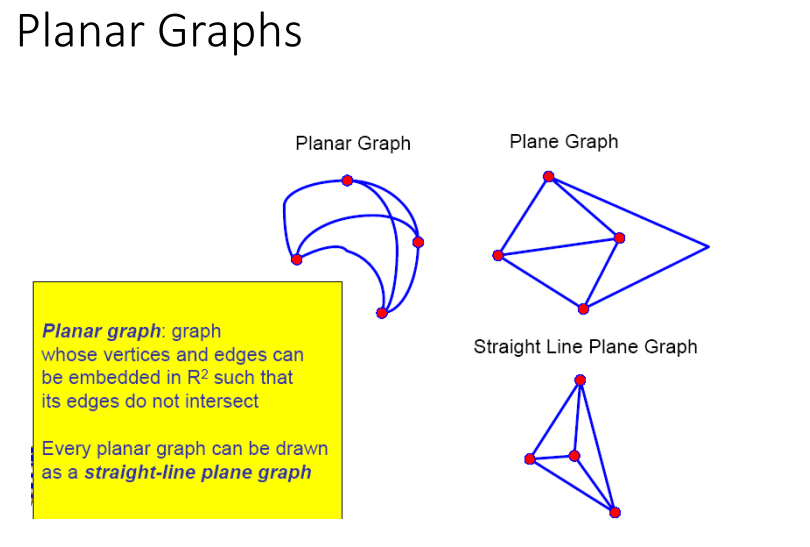 Planar Graphs
Planar Graph
Plane Graph
Straight Line Plane Graph
Planar graph: graph
whose vertices and edges can
be embedded in R² such that
its edges do not intersect
Every planar graph can be drawn
as a straight-line plane graph